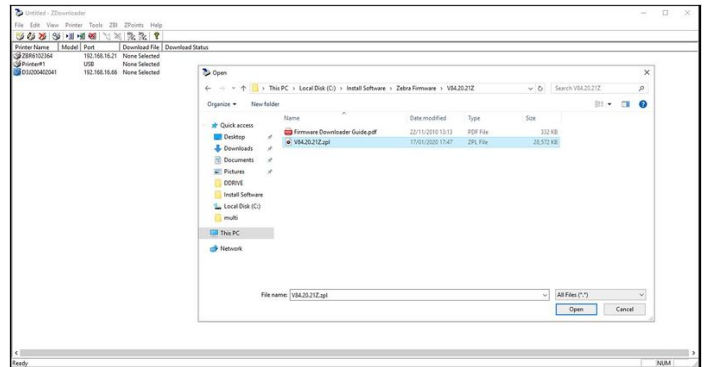 Untitled - ZDownloader
File Edit View Printer Tools ZBI ZPoints Help
Printer Name Model Port Download File Download Status
ZBR6102364 192.168.16.21 None Selected
Printer#1 USB None Selected
D3J200402041 192.168.16.66 None Selected
Open
This PC > Local Disk (C:) > Install Software > Zebra Firmware > V84.20.21Z
Search V84.20.21Z
Organize New folder
Name Date modified Type Size
Quick access
Desktop
Downloads
Documents
Pictures
DDRIVE
Install Software
Local Disk (C:)
multi
This PC
Network
Firmware Downloader Guide.pdf 22/11/2010 13:13 PDF File 332 KB
V84.20.21Z.zpl 17/01/2020 17:47 ZPL File 28,572 KB
File name: V84.20.21Z.zpl
All Files (*.*)
Open Cancel
Ready NUM